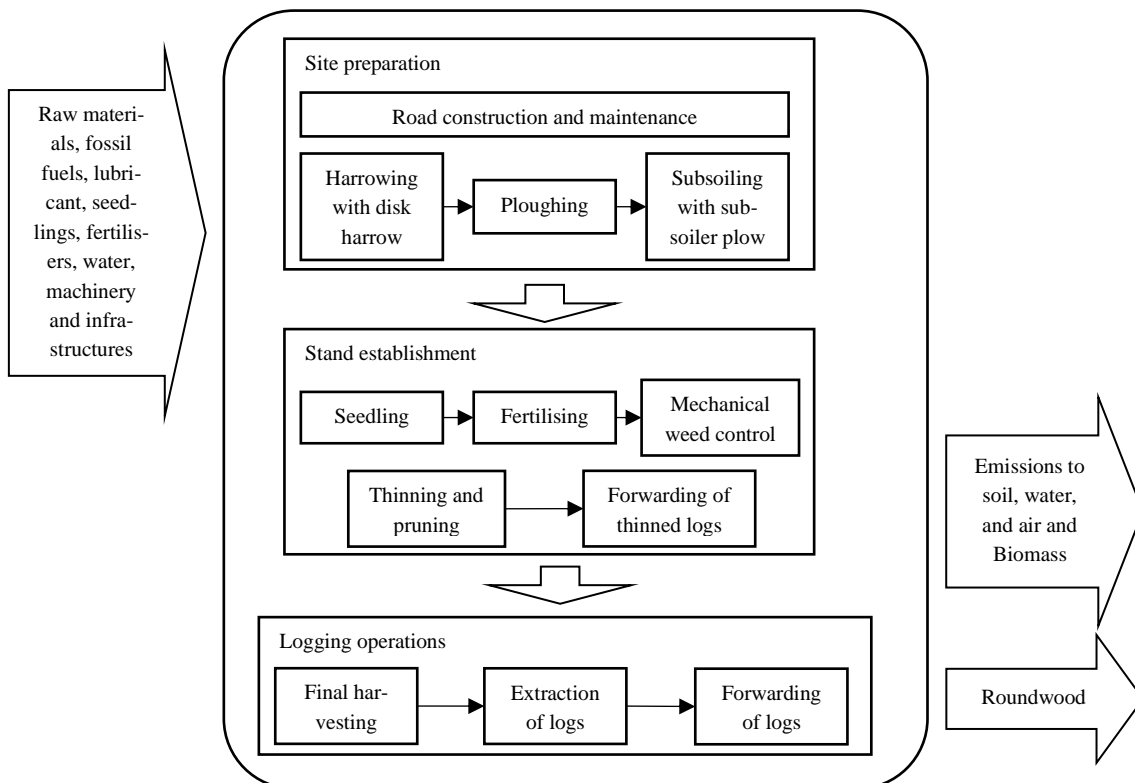 Raw materi-
als, fossil
fuels, lubri-
cant, seed-
lings, fertilis-
ers, water,
machinery
and infra-
structures
Site preparation
Road construction and maintenance
Harrowing
with disk
harrow
Ploughing
Subsoiling
with sub-
soiler plow
Stand establishment
Seedling
Fertilising
Mechanical
weed control
Thinning and
pruning
Forwarding of
thinned logs
Logging operations
Final har-
vesting
Extraction
of logs
Forwarding
of logs
Emissions to
soil, water,
and air and
Biomass
Roundwood